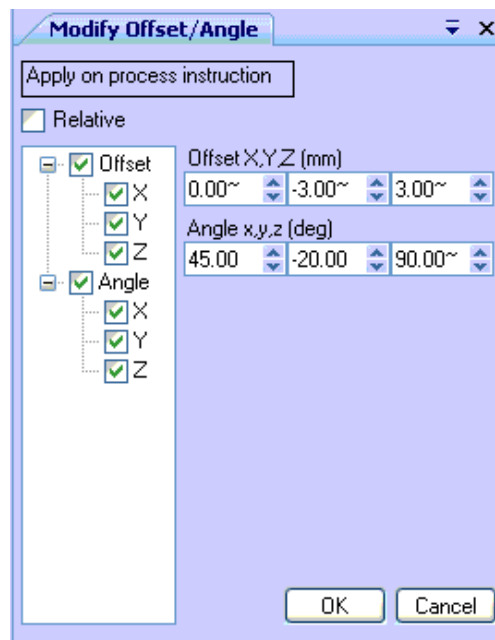 Modify Offset/Angle
Apply on process instruction
Relative
Offset
X
Y
Z
Angle
X
Y
Z
Offset X,Y,Z (mm)
0.00~ -3.00~ 3.00~
Angle x,y,z (deg)
45.00 -20.00 90.00~
OK Cancel